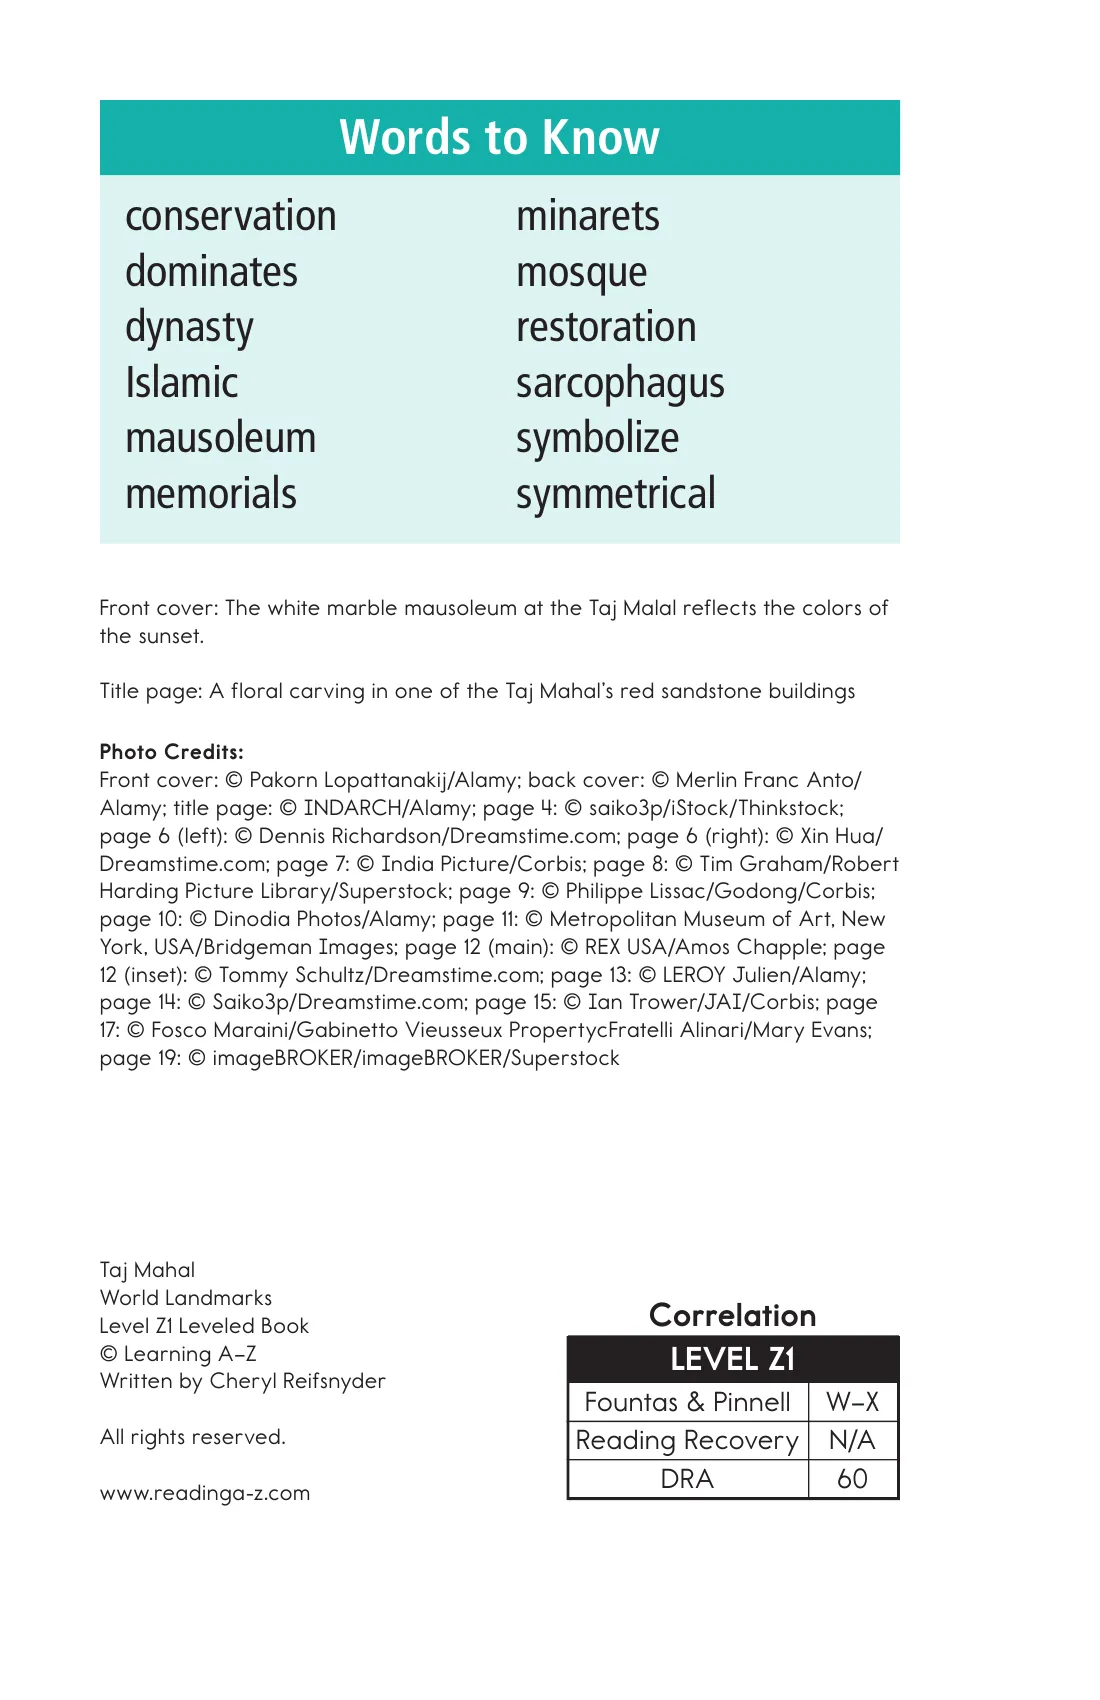 Words to Know
conservation
dominates
dynasty
Islamic
mausoleum
memorials
minarets
mosque
restoration
sarcophagus
symbolize
symmetrical
Front cover: The white marble mausoleum at the Taj Malal reflects the colors of
the sunset.
Title page: A floral carving in one of the Taj Mahal’s red sandstone buildings
Photo Credits:
Front cover: © Pakorn Lopattanakij/Alamy; back cover: © Merlin Franc Anto/
Alamy; title page: © INDARCH/Alamy; page 4: © saiko3p/iStock/Thinkstock;
page 6 (left): © Dennis Richardson/Dreamstime.com; page 6 (right): © Xin Hua/
Dreamstime.com; page 7: © India Picture/Corbis; page 8: © Tim Graham/Robert
Harding Picture Library/Superstock; page 9: © Philippe Lissac/Godong/Corbis;
page 10: © Dinodia Photos/Alamy; page 11: © Metropolitan Museum of Art, New
York, USA/Bridgeman Images; page 12 (main): © REX USA/Amos Chapple; page
12 (inset): © Tommy Schultz/Dreamstime.com; page 13: © LEROY Julien/Alamy;
page 14: © Saiko3p/Dreamstime.com; page 15: © Ian Trower/JAI/Corbis; page
17: © Fosco Maraini/Gabinetto Vieusseux PropertycFratelli Alinari/Mary Evans;
page 19: © imageBROKER/imageBROKER/Superstock
Taj Mahal
World Landmarks
Level Z1 Leveled Book
© Learning A–Z
Written by Cheryl Reifsnyder
All rights reserved.
www.readinga-z.com
Correlation
LEVEL Z1
Fountas & Pinnell W–X
Reading Recovery N/A
DRA 60